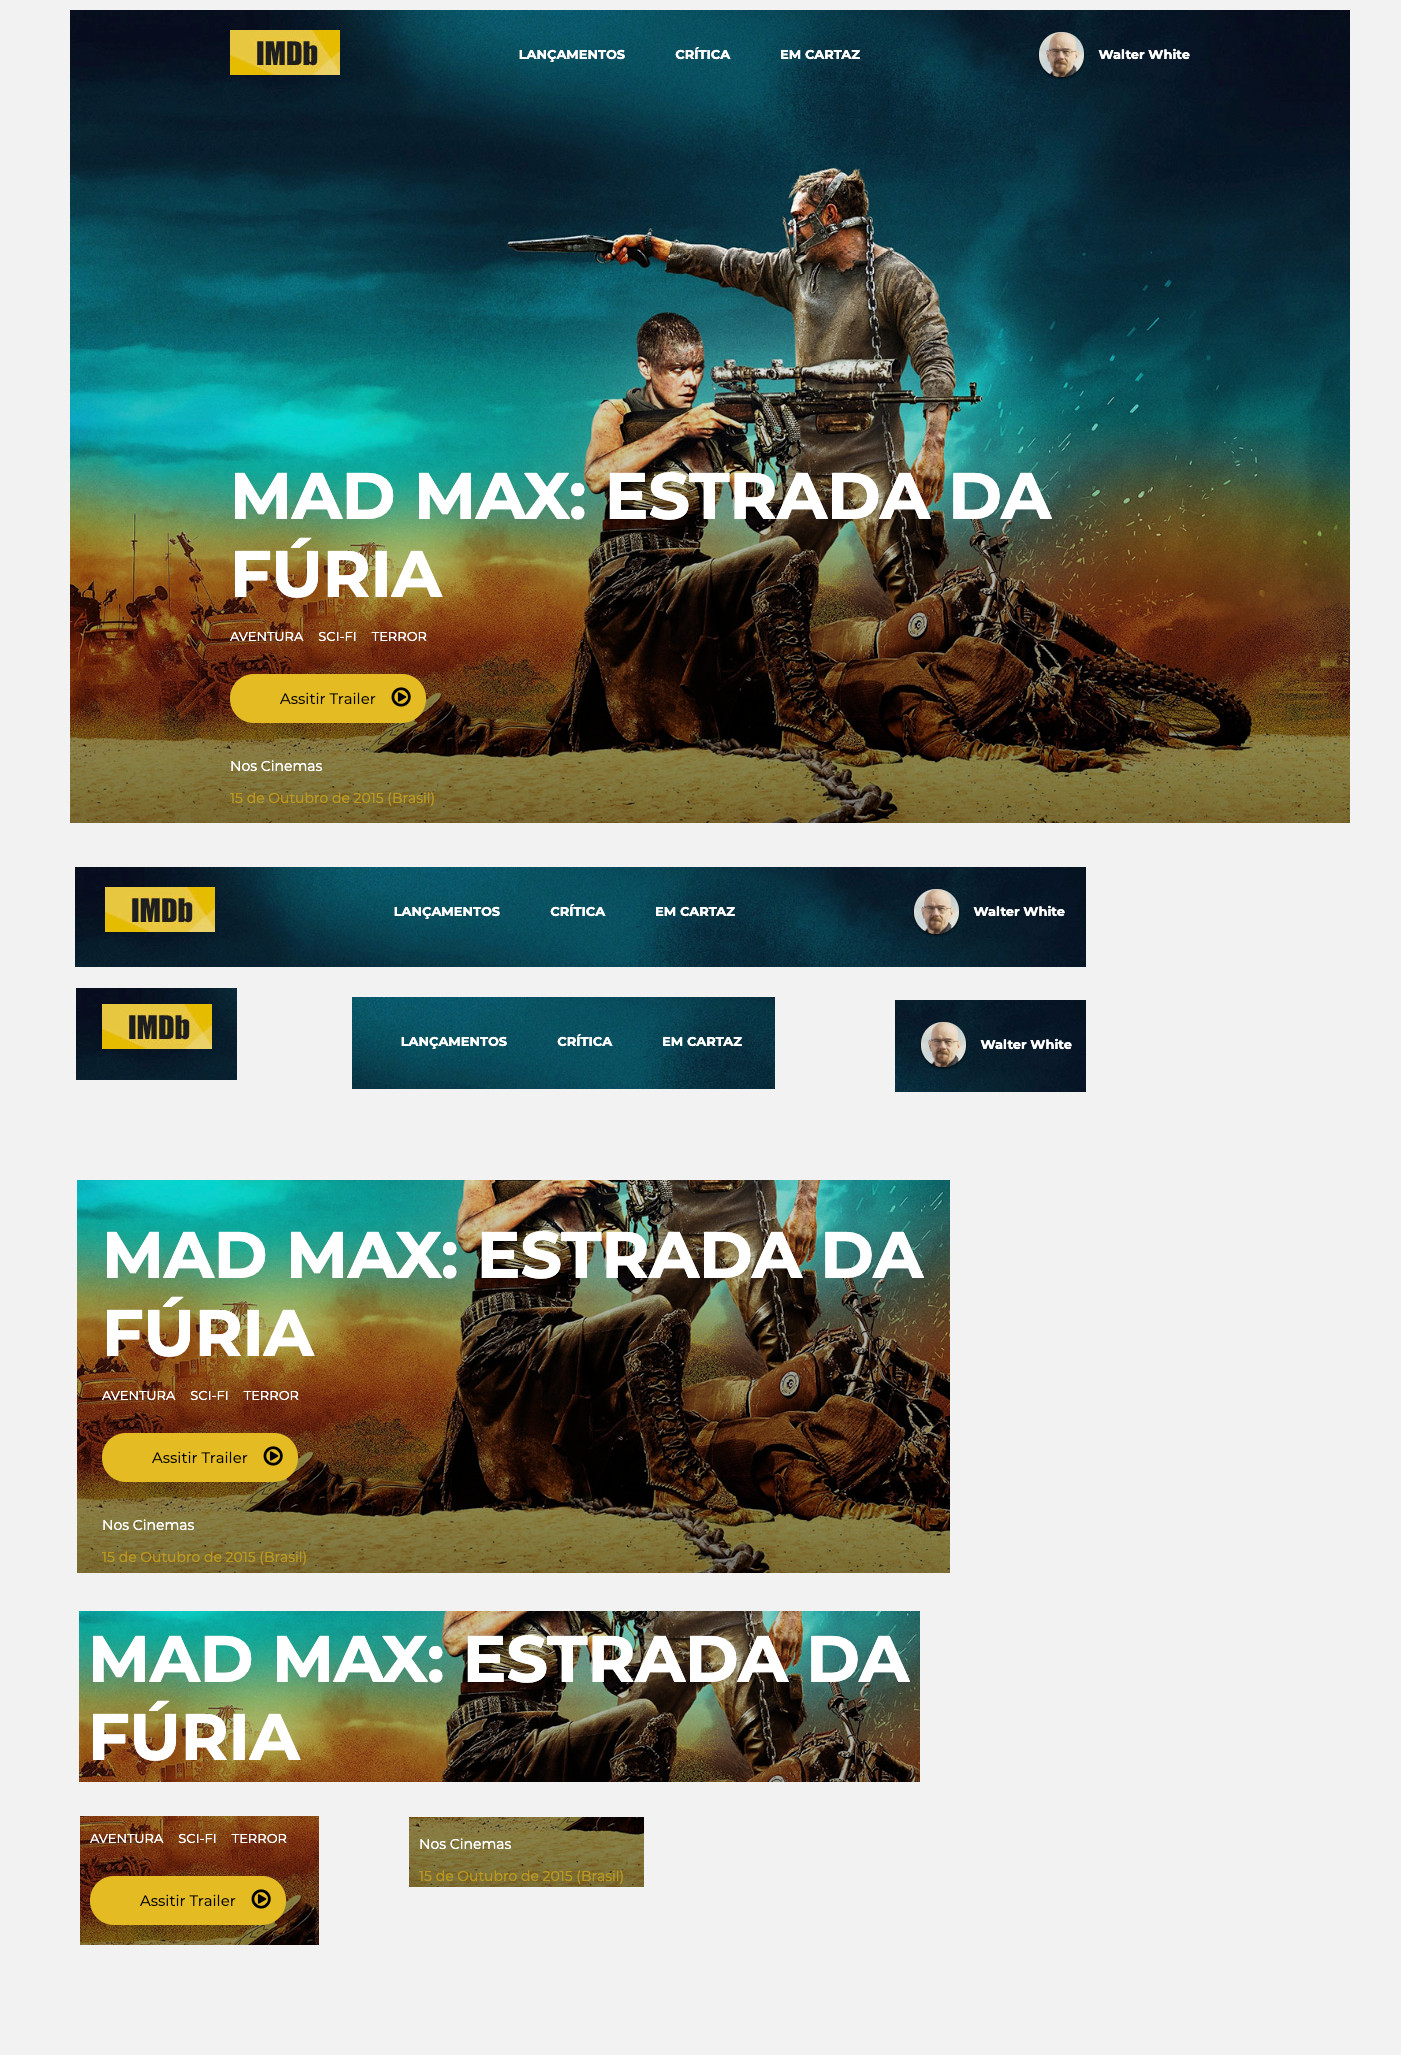 IMDb
LANÇAMENTOS CRÍTICA EM CARTAZ
Walter White
MAD MAX: ESTRADA DA
FÚRIA
AVENTURA SCI-FI TERROR
Assitir Trailer
Nos Cinemas
15 de Outubro de 2015 (Brasil)
IMDb
LANÇAMENTOS CRÍTICA EM CARTAZ
Walter White
IMDb
LANÇAMENTOS CRÍTICA EM CARTAZ
Walter White
MAD MAX: ESTRADA DA
FÚRIA
AVENTURA SCI-FI TERROR
Assitir Trailer
Nos Cinemas
15 de Outubro de 2015 (Brasil)
MAD MAX: ESTRADA DA
FÚRIA
AVENTURA SCI-FI TERROR
Assitir Trailer
Nos Cinemas
15 de Outubro de 2015 (Brasil)